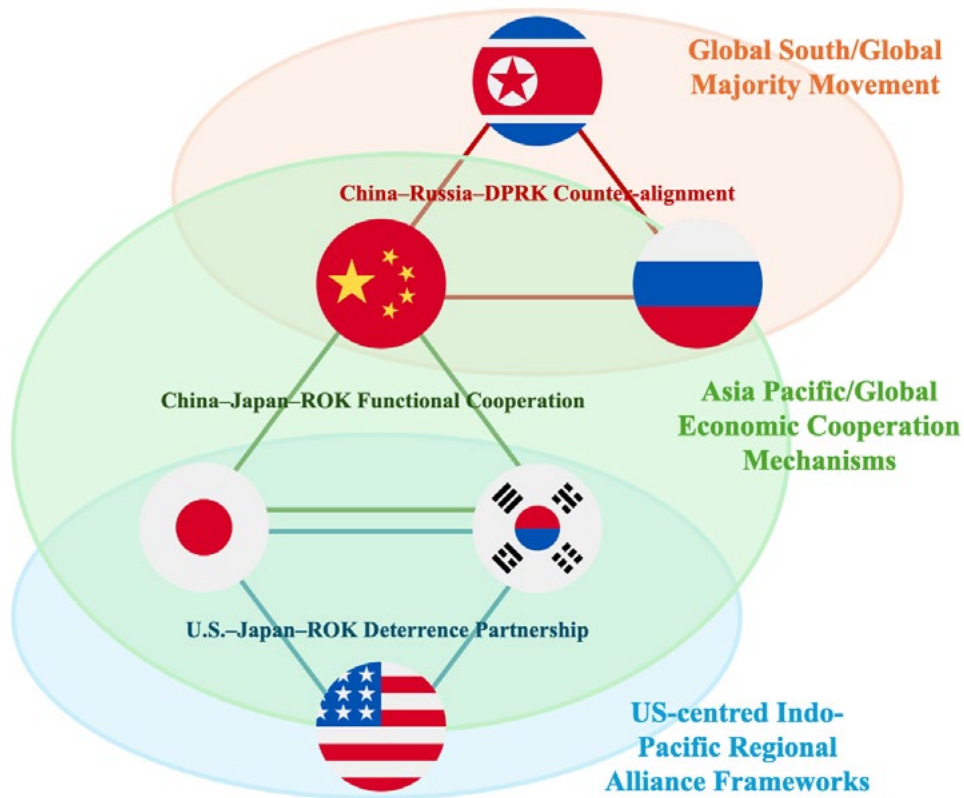 Global South/Global
Majority Movement
China–Russia–DPRK Counter-alignment
China–Japan–ROK Functional Cooperation
Asia Pacific/Global
Economic Cooperation
Mechanisms
U.S.–Japan–ROK Deterrence Partnership
US-centred Indo-
Pacific Regional
Alliance Frameworks